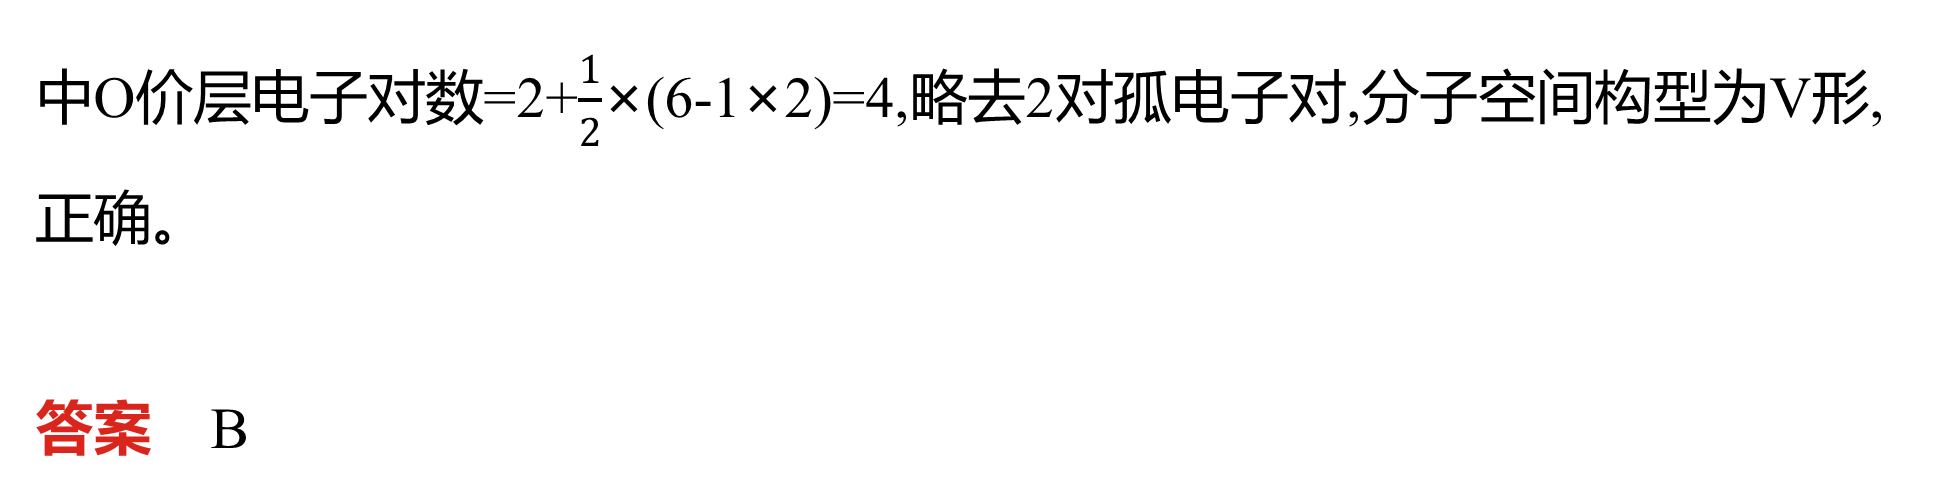 中O价层电子对数=2+\frac{1}{2}×(6-1×2)=4,略去2对孤电子对,分子空间构型为V形,
正确。
答案 B